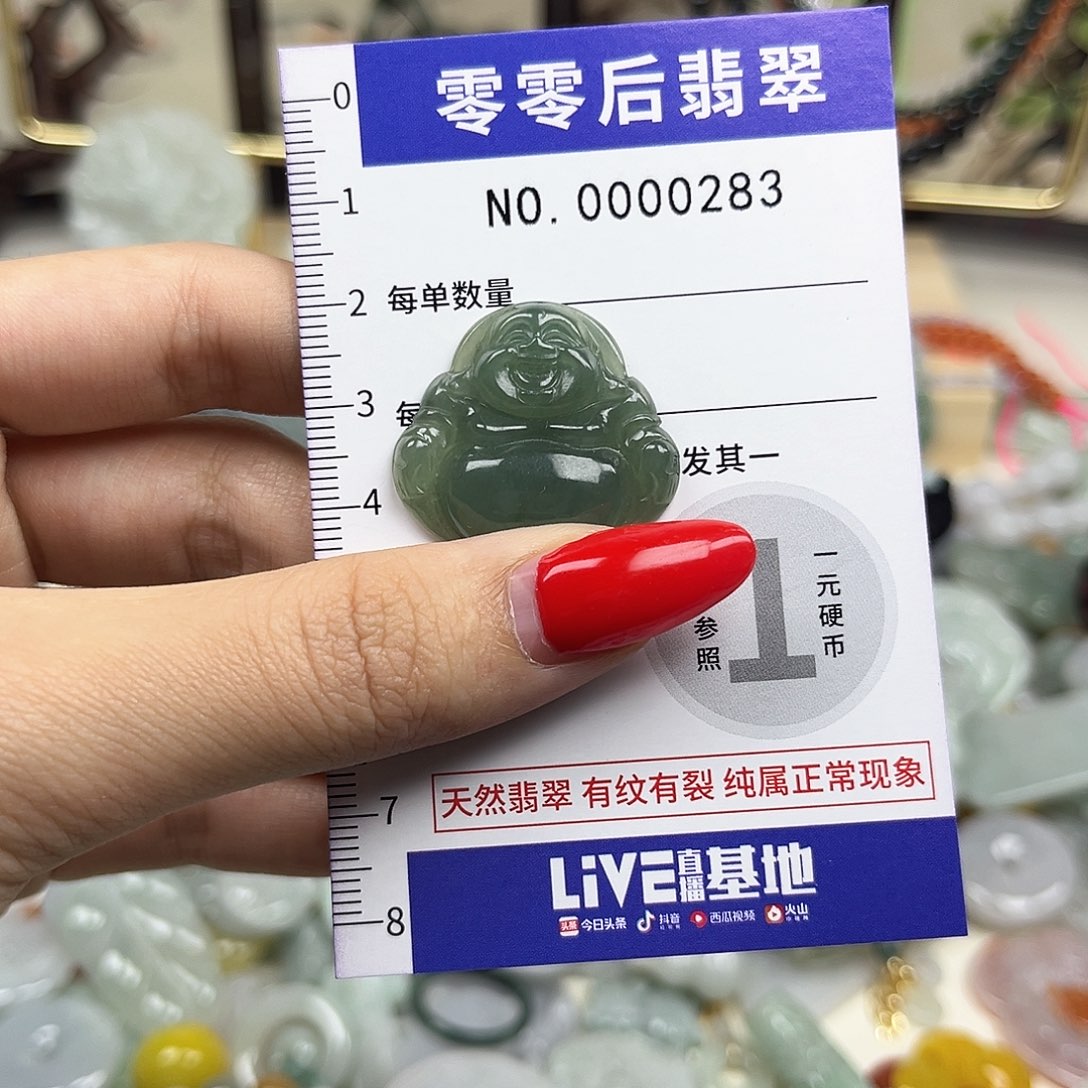 零零后翡翠
NO. 0000283
0
1
2
3
4
7
8
每单数量
每
发其一
1
一元硬币
参照
天然翡翠 有纹有裂 纯属正常现象
LiVE直播基地
头条 今日头条 抖音 西瓜视频 火山